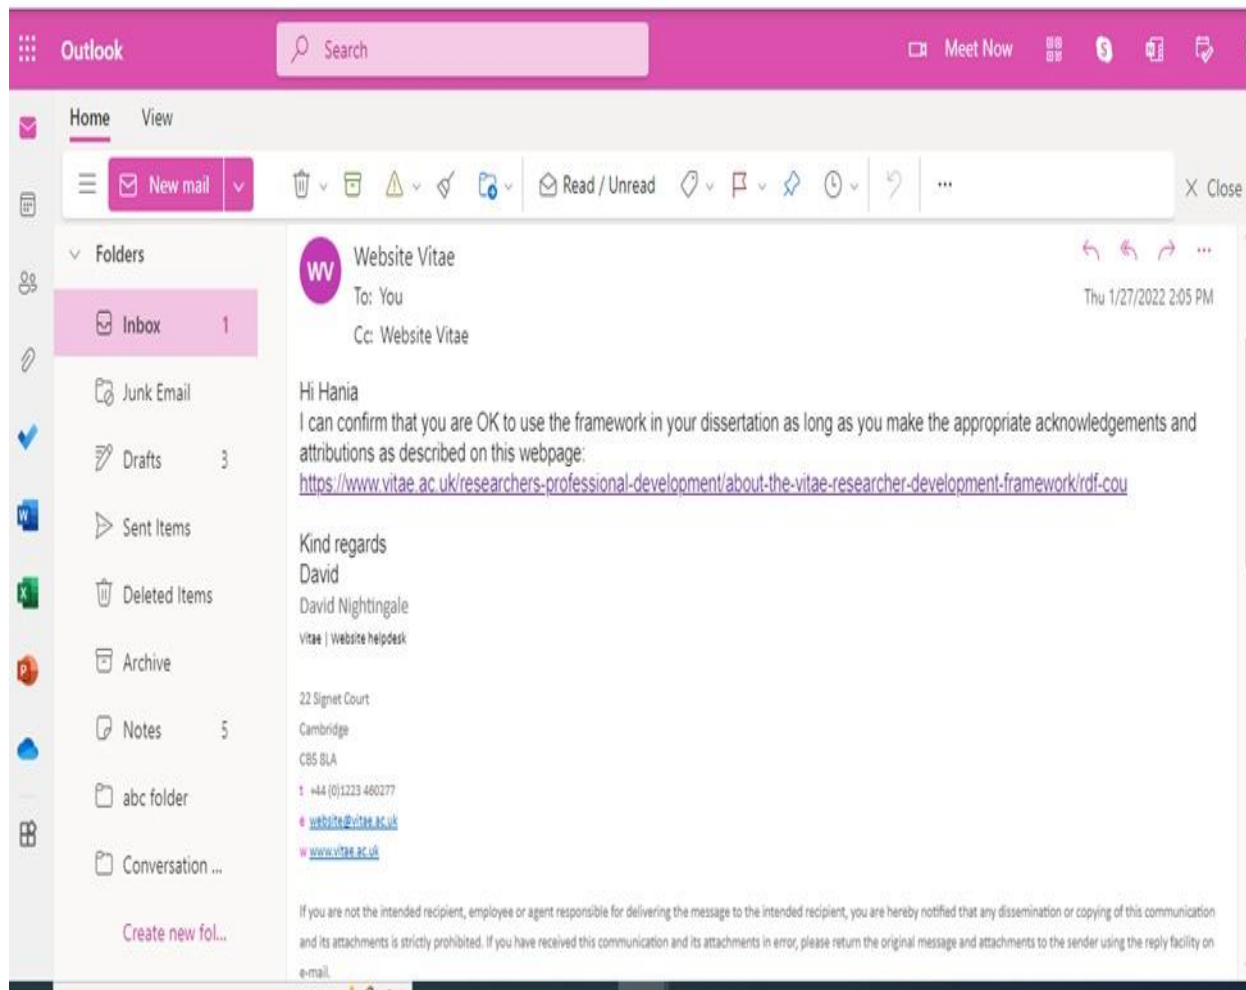 Outlook
Search
Meet Now
Home View
New mail
Read / Unread
Close
Folders
Inbox 1
Junk Email
Drafts 3
Sent Items
Deleted Items
Archive
Notes 5
abc folder
Conversation ...
Create new fol...
WV
Website Vitae
To: You
Cc: Website Vitae
Thu 1/27/2022 2:05 PM
Hi Hania
I can confirm that you are OK to use the framework in your dissertation as long as you make the appropriate acknowledgements and
attributions as described on this webpage:
https://www.vitae.ac.uk/researchers-professional-development/about-the-vitae-researcher-development-framework/rdf-cou
Kind regards
David
David Nightingale
Vitae | Website helpdesk
22 Signet Court
Cambridge
CB5 8LA
t +44 (0)1223 460277
e website@vitae.ac.uk
w www.vitae.ac.uk
If you are not the intended recipient, employee or agent responsible for delivering the message to the intended recipient, you are hereby notified that any dissemination or copying of this communication
and its attachments is strictly prohibited. If you have received this communication and its attachments in error, please return the original message and attachments to the sender using the reply facility on
e-mail.